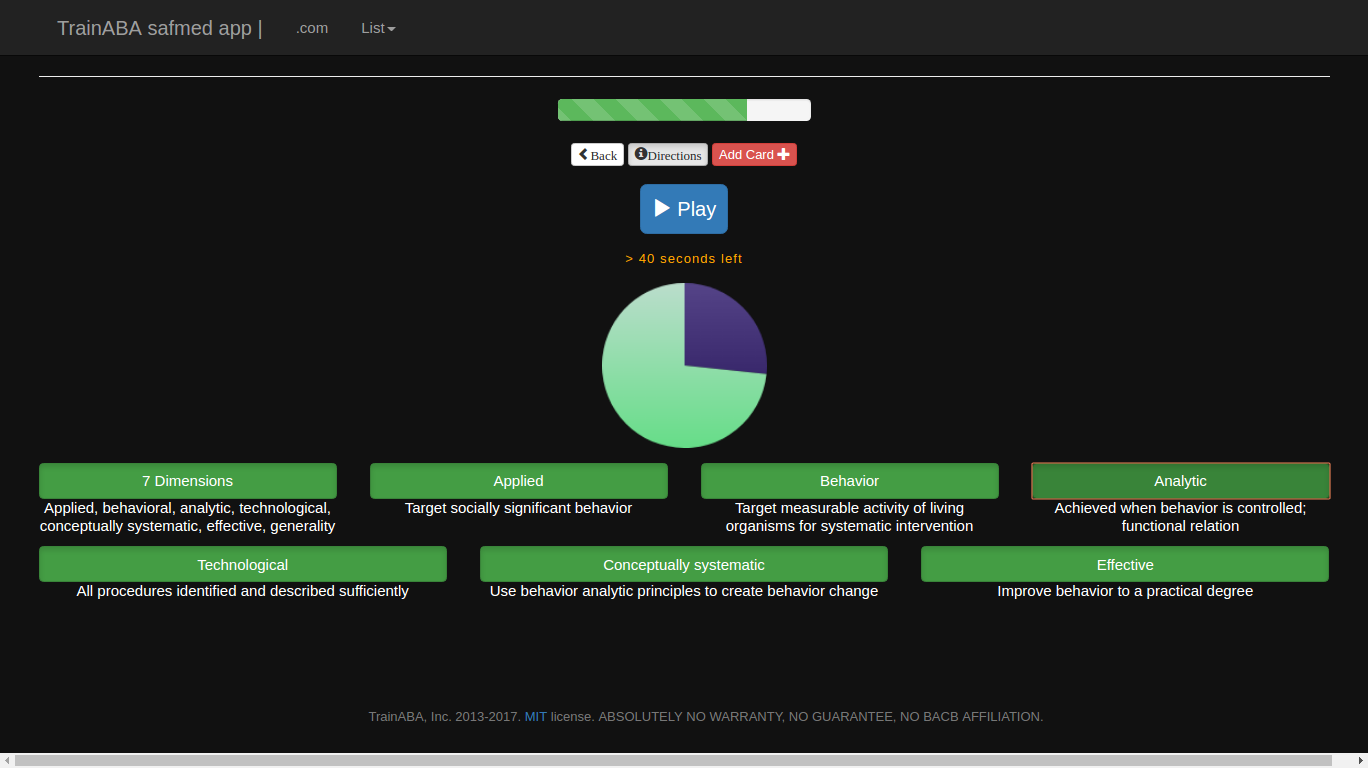 TrainABA safmed app | .com List
Back Directions Add Card
Play
> 40 seconds left
7 Dimensions
Applied, behavioral, analytic, technological,
conceptually systematic, effective, generality
Applied
Target socially significant behavior
Behavior
Target measurable activity of living
organisms for systematic intervention
Analytic
Achieved when behavior is controlled;
functional relation
Technological
All procedures identified and described sufficiently
Conceptually systematic
Use behavior analytic principles to create behavior change
Effective
Improve behavior to a practical degree
TrainABA, Inc. 2013-2017. MIT license. ABSOLUTELY NO WARRANTY, NO GUARANTEE, NO BACB AFFILIATION.